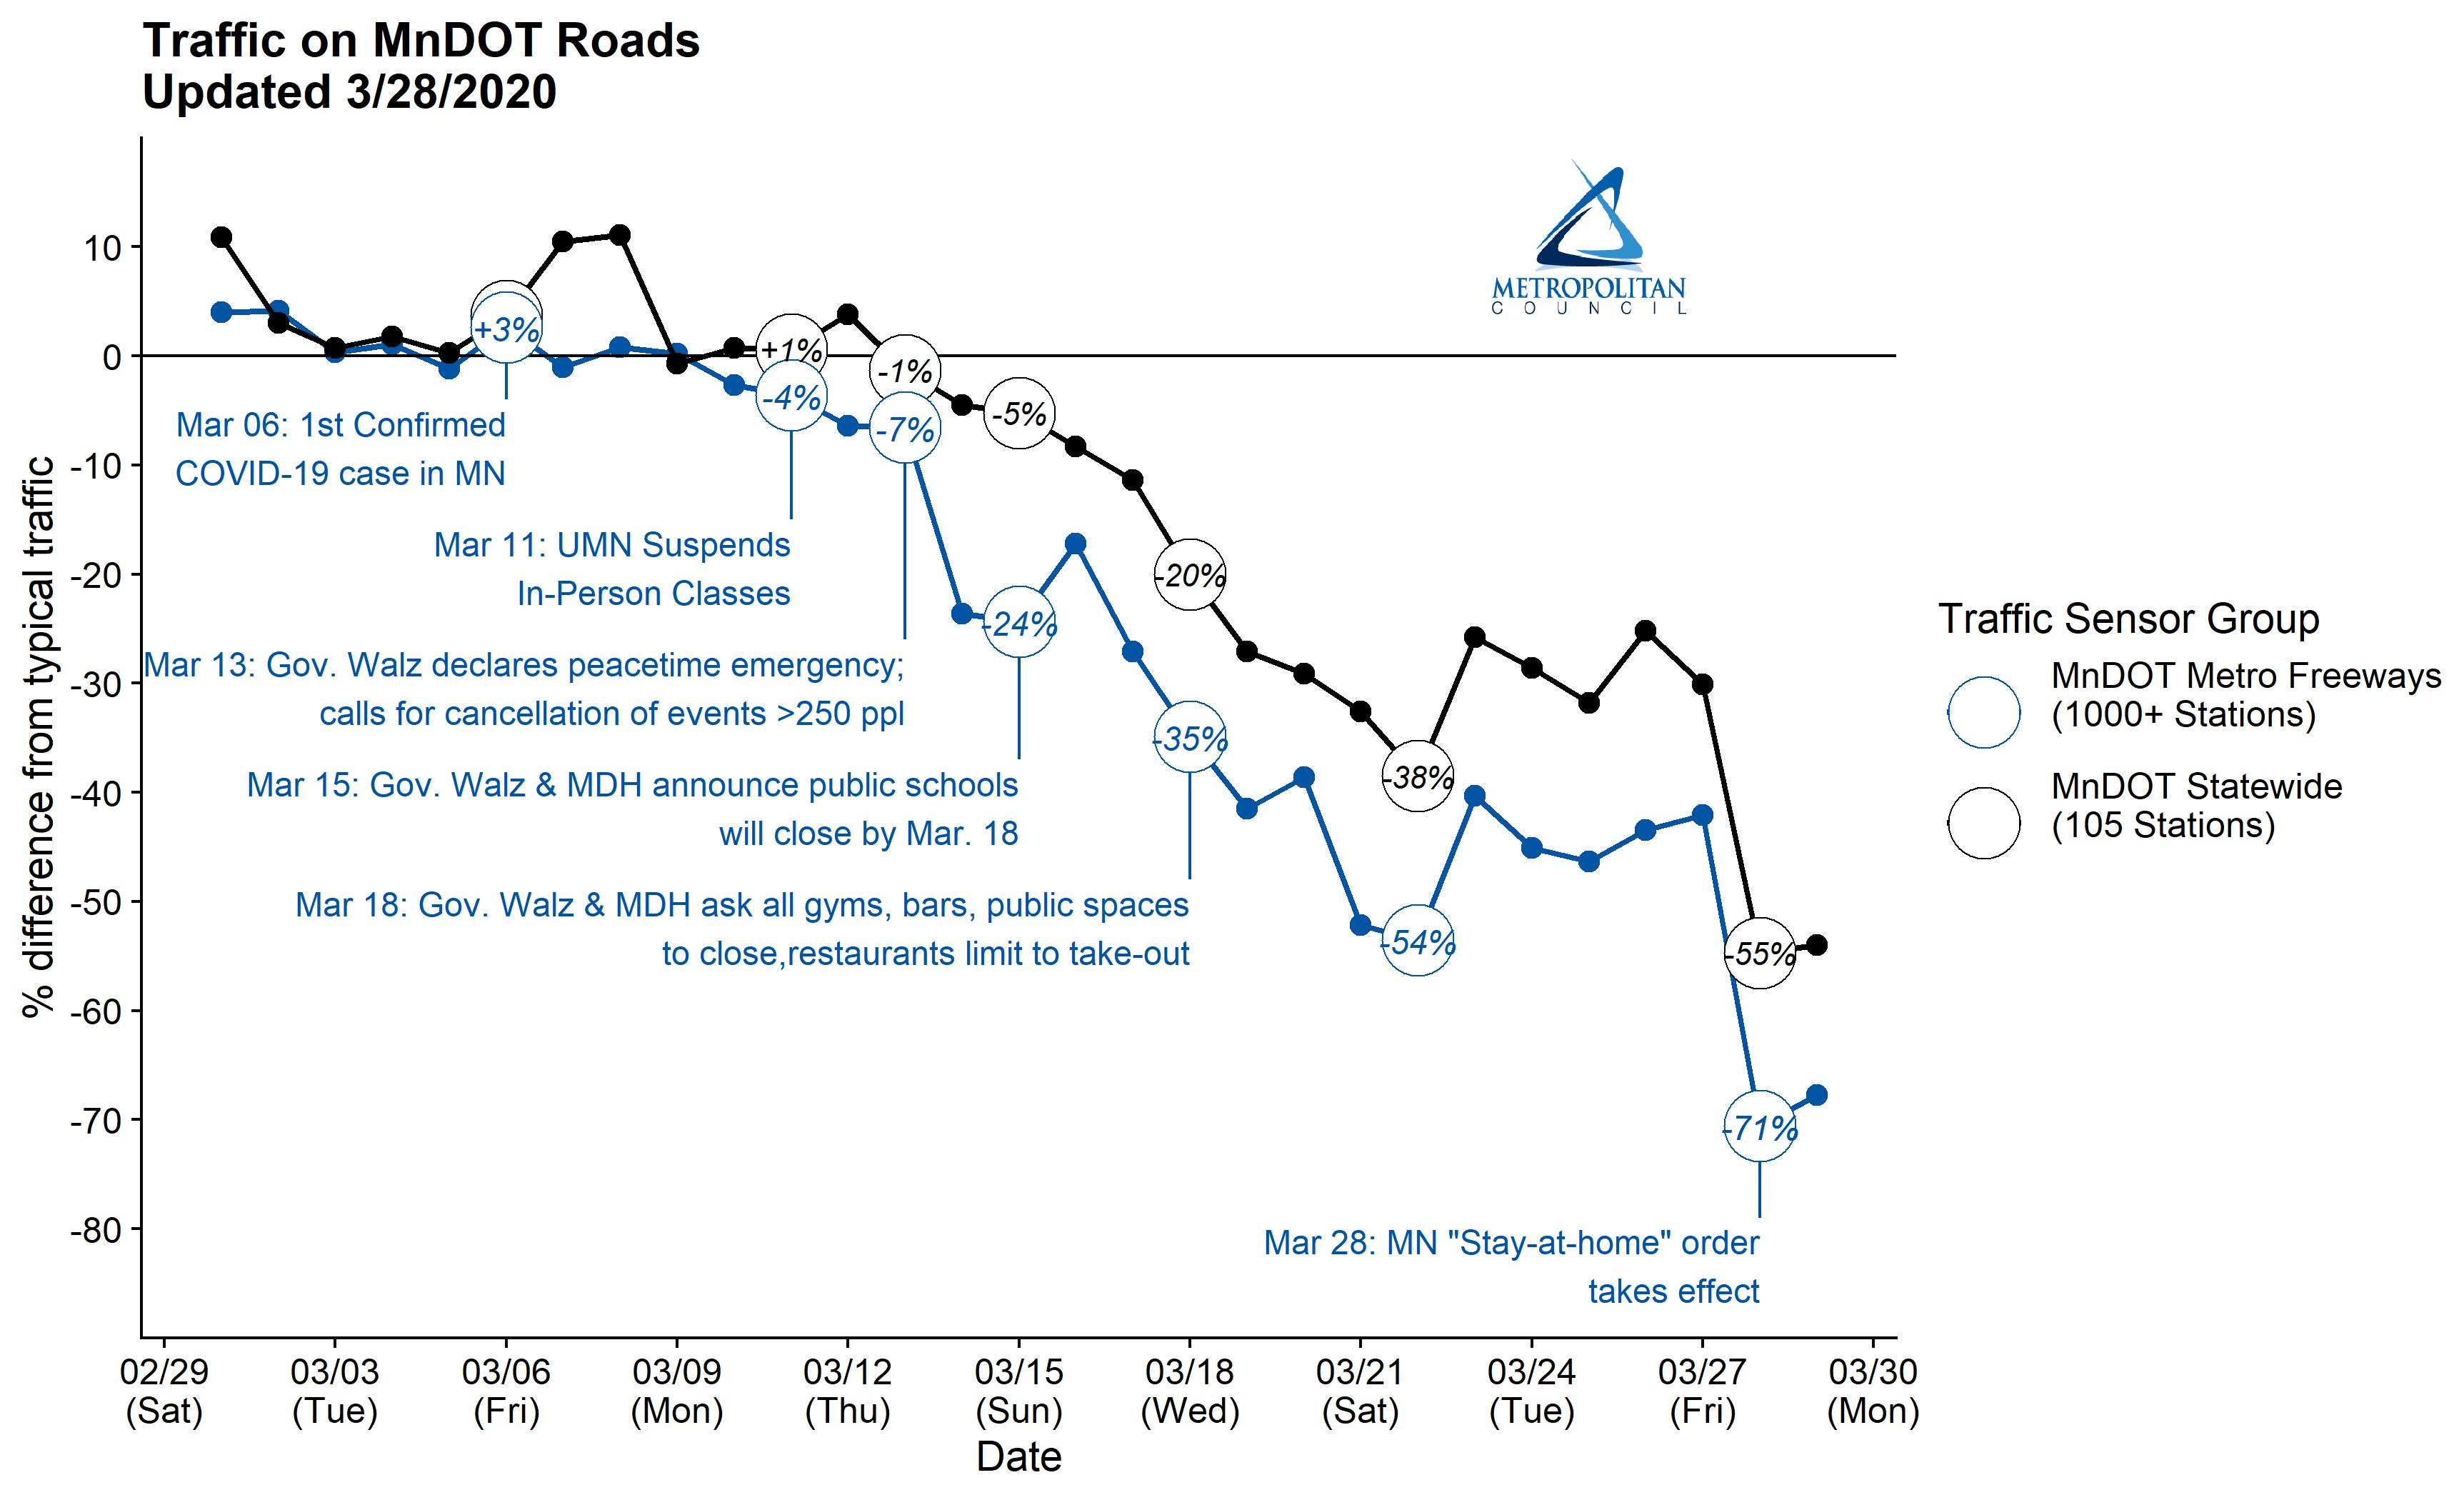 Traffic on MnDOT Roads
Updated 3/28/2020
METROPOLITAN
COUNCIL
% difference from typical traffic
10
0
-10
-20
-30
-40
-50
-60
-70
-80
+3%
+1%
-4%
-1%
-7%
-5%
-24%
-20%
-35%
-38%
-54%
-55%
-71%
Mar 06: 1st Confirmed
COVID-19 case in MN
Mar 11: UMN Suspends
In-Person Classes
Mar 13: Gov. Walz declares peacetime emergency;
calls for cancellation of events >250 ppl
Mar 15: Gov. Walz & MDH announce public schools
will close by Mar. 18
Mar 18: Gov. Walz & MDH ask all gyms, bars, public spaces
to close,restaurants limit to take-out
Mar 28: MN "Stay-at-home" order
takes effect
Traffic Sensor Group
MnDOT Metro Freeways
(1000+ Stations)
MnDOT Statewide
(105 Stations)
02/29 03/03 03/06 03/09 03/12 03/15 03/18 03/21 03/24 03/27 03/30
(Sat) (Tue) (Fri) (Mon) (Thu) (Sun) (Wed) (Sat) (Tue) (Fri) (Mon)
Date